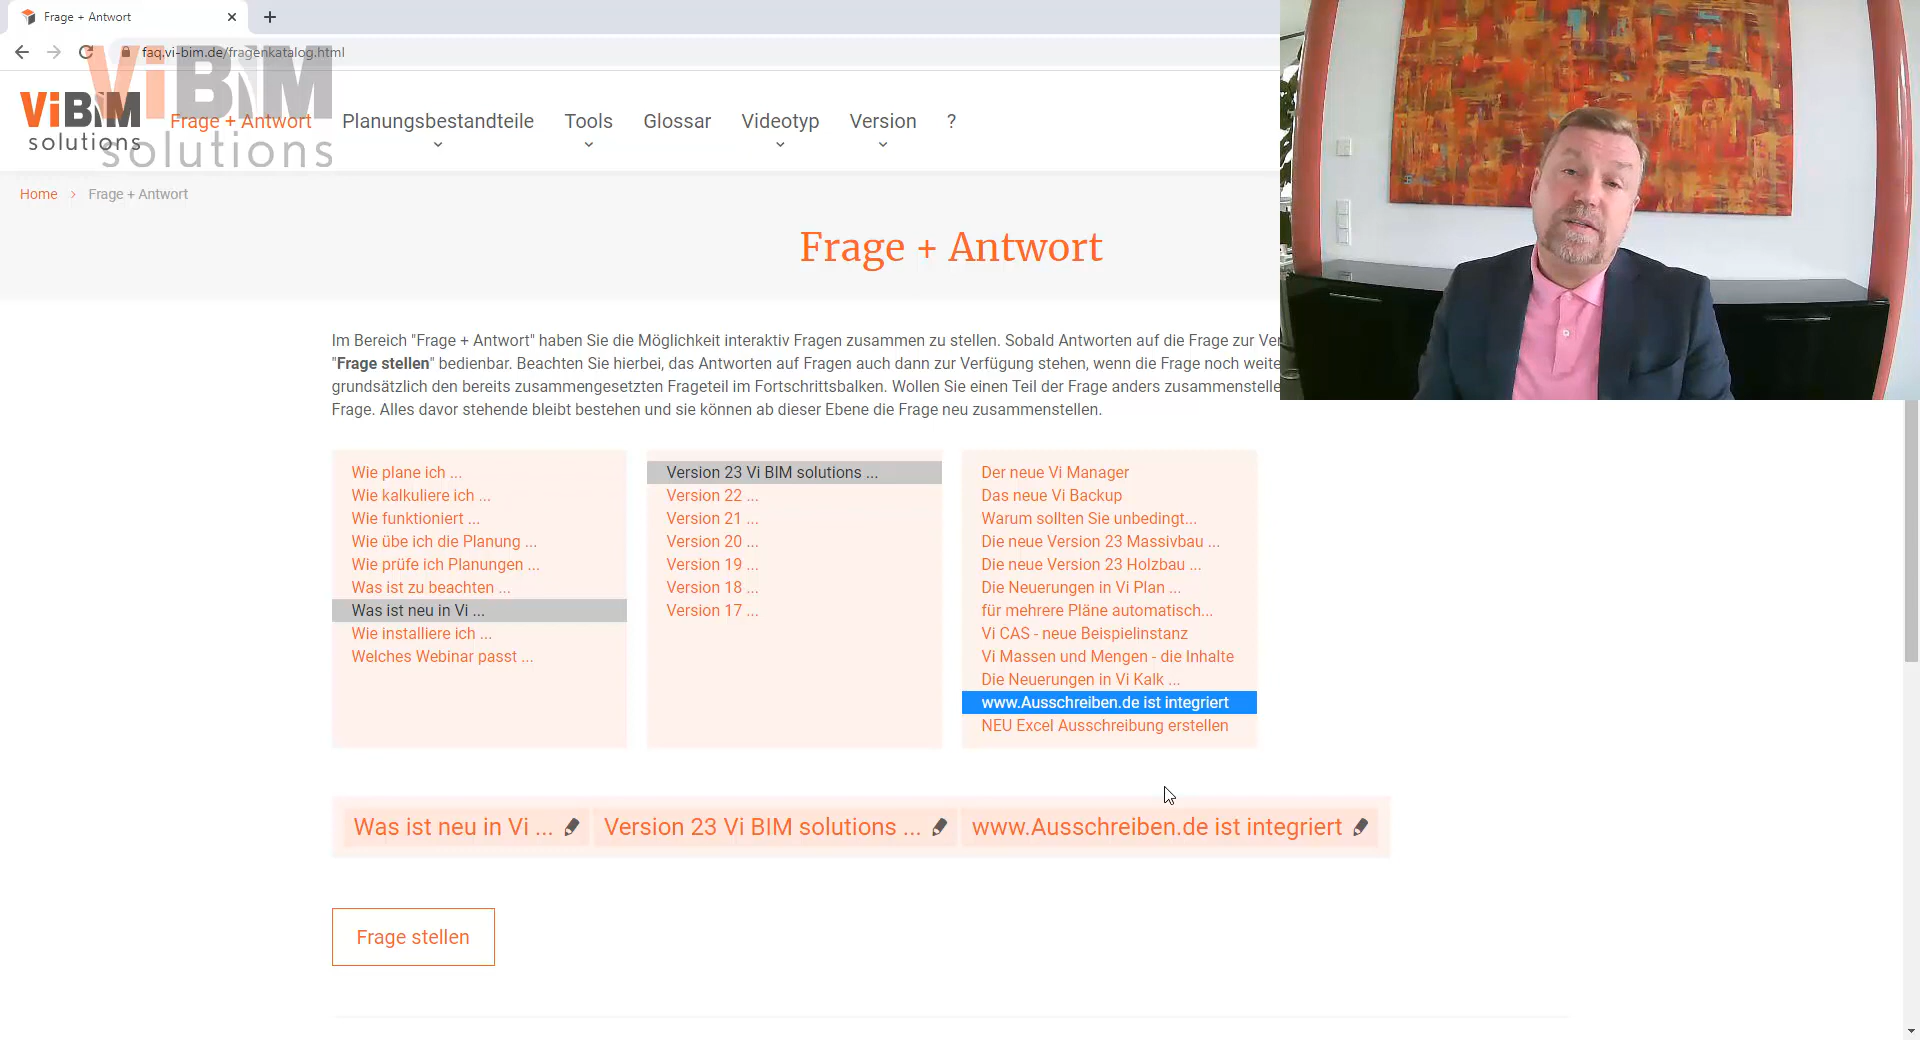 Frage + Antwort
faq.vi-bim.de/fragenkatalog.html
ViBIM
solutions
ViBIM
solutions
Frage + Antwort
Planungsbestandteile
Tools
Glossar
Videotyp
Version
?
Home > Frage + Antwort
Frage + Antwort
Im Bereich "Frage + Antwort" haben Sie die Möglichkeit interaktiv Fragen zusammen zu stellen. Sobald Antworten auf die Frage zur
"Frage stellen" bedienbar. Beachten Sie hierbei, das Antworten auf Fragen auch dann zur Verfügung stehen, wenn die Frage noch
grundsätzlich den bereits zusammengesetzten Frageteil im Fortschrittsbalken. Wollen Sie einen Teil der Frage anders
Frage. Alles davor stehende bleibt bestehen und sie können ab dieser Ebene die Frage neu zusammenstellen.
Wie plane ich ...
Wie kalkuliere ich ...
Wie funktioniert ...
Wie übe ich die Planung ...
Wie prüfe ich Planungen ...
Was ist zu beachten ...
Was ist neu in Vi ...
Wie installiere ich ...
Welches Webinar passt ...
Version 23 Vi BIM solutions ...
Version 22 ...
Version 21 ...
Version 20 ...
Version 19 ...
Version 18 ...
Version 17 ...
Der neue Vi Manager
Das neue Vi Backup
Warum sollten Sie unbedingt...
Die neue Version 23 Massivbau ...
Die neue Version 23 Holzbau ...
Die Neuerungen in Vi Plan ...
für mehrere Pläne automatisch...
Vi CAS - neue Beispielinstanz
Vi Massen und Mengen - die Inhalte
Die Neuerungen in Vi Kalk ...
www.Ausschreiben.de ist integriert
NEU Excel Ausschreibung erstellen
Was ist neu in Vi ...
Version 23 Vi BIM solutions ...
www.Ausschreiben.de ist integriert
Frage stellen